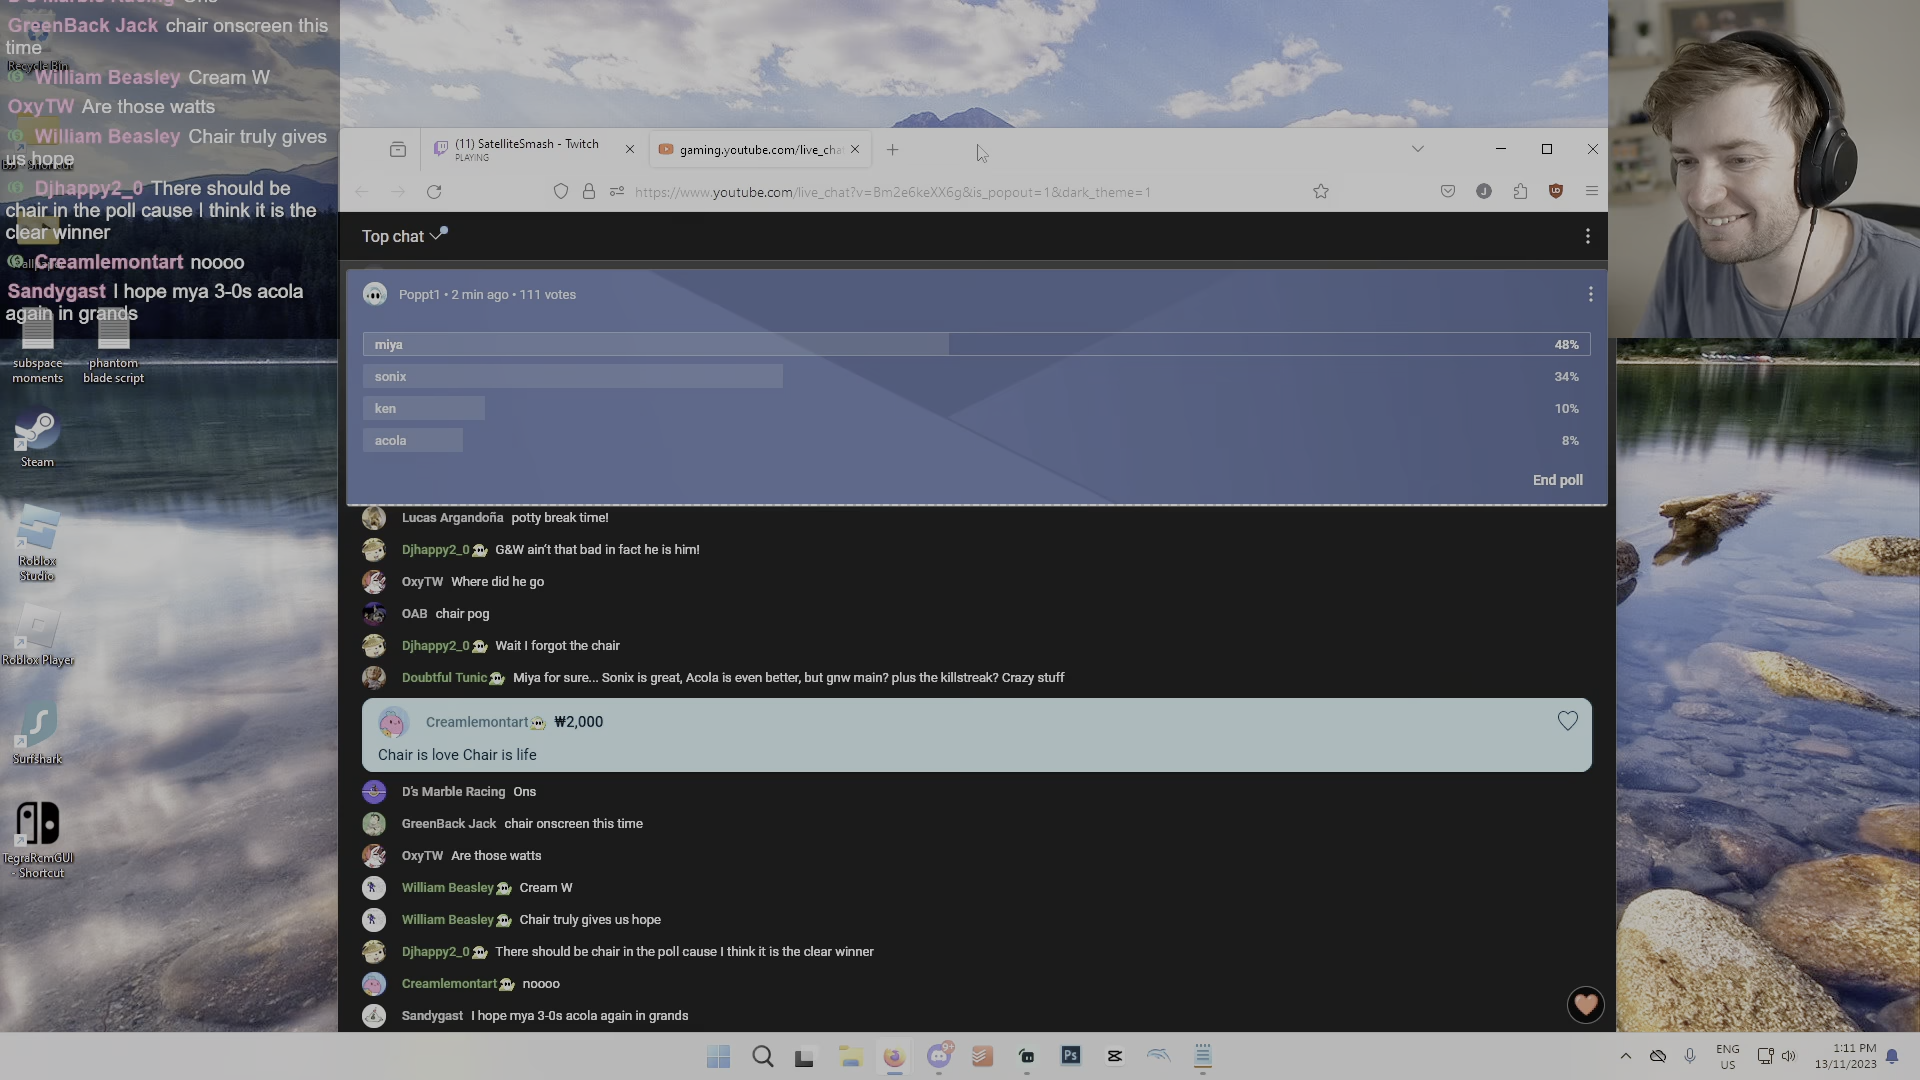 GreenBack Jack chair onscreen this
time
Recycle Bin
William Beasley Cream W
OxyTW Are those watts
William Beasley Chair truly gives
us hope
Djhappy2_0 There should be
chair in the poll cause I think it is the
clear winner
Creamlemontart noooo
Sandygast I hope mya 3-0s acola
again in grands
subspace
moments
phantom
blade script
Steam
Roblox
Studio
Roblox Player
Surfshark
TegraRcmGUI
- Shortcut
(11) SatelliteSmash - Twitch
PLAYING
gaming.youtube.com/live_cha
https://www.youtube.com/live_chat?v=Bm2e6keXX6g&is_popout=1&dark_theme=1
Top chat
Poppt1 • 2 min ago • 111 votes
miya 48%
sonix 34%
ken 10%
acola 8%
End poll
Lucas Argandoña potty break time!
Djhappy2_0 G&W ain't that bad in fact he is him!
OxyTW Where did he go
OAB chair pog
Djhappy2_0 Wait I forgot the chair
Doubtful Tunic Miya for sure... Sonix is great, Acola is even better, but gnw main? plus the killstreak? Crazy stuff
Creamlemontart ₩2,000
Chair is love Chair is life
D's Marble Racing Ons
GreenBack Jack chair onscreen this time
OxyTW Are those watts
William Beasley Cream W
William Beasley Chair truly gives us hope
Djhappy2_0 There should be chair in the poll cause I think it is the clear winner
Creamlemontart noooo
Sandygast I hope mya 3-0s acola again in grands
9+
Ps
ENG
US
1:11 PM
13/11/2023